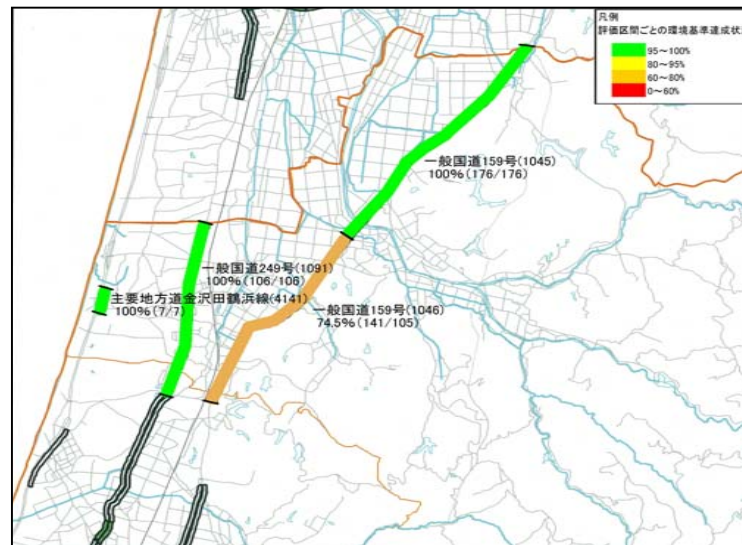 凡例
評価区間ごとの環境基準達成状
95～100%
80～95%
60～80%
0～60%
一般国道159号(1045)
100%(176/176)
一般国道249号(1091)
100%(106/106)
主要地方道金沢田鶴浜線(4141)
100%(7/7)
一般国道159号(1046)
74.5%(141/105)